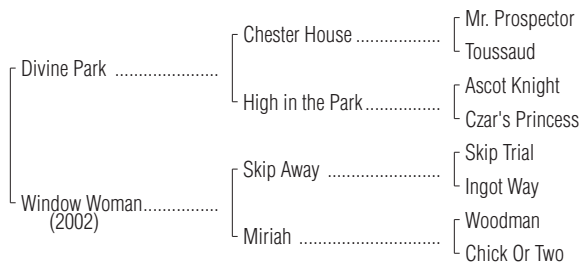 Mr. Prospector
Chester House ..................
Toussaud
Divine Park ......................
Ascot Knight
High in the Park ................
Czar's Princess
Skip Trial
Skip Away ........................
Ingot Way
Window Woman................
(2002)
Woodman
Miriah ..............................
Chick Or Two